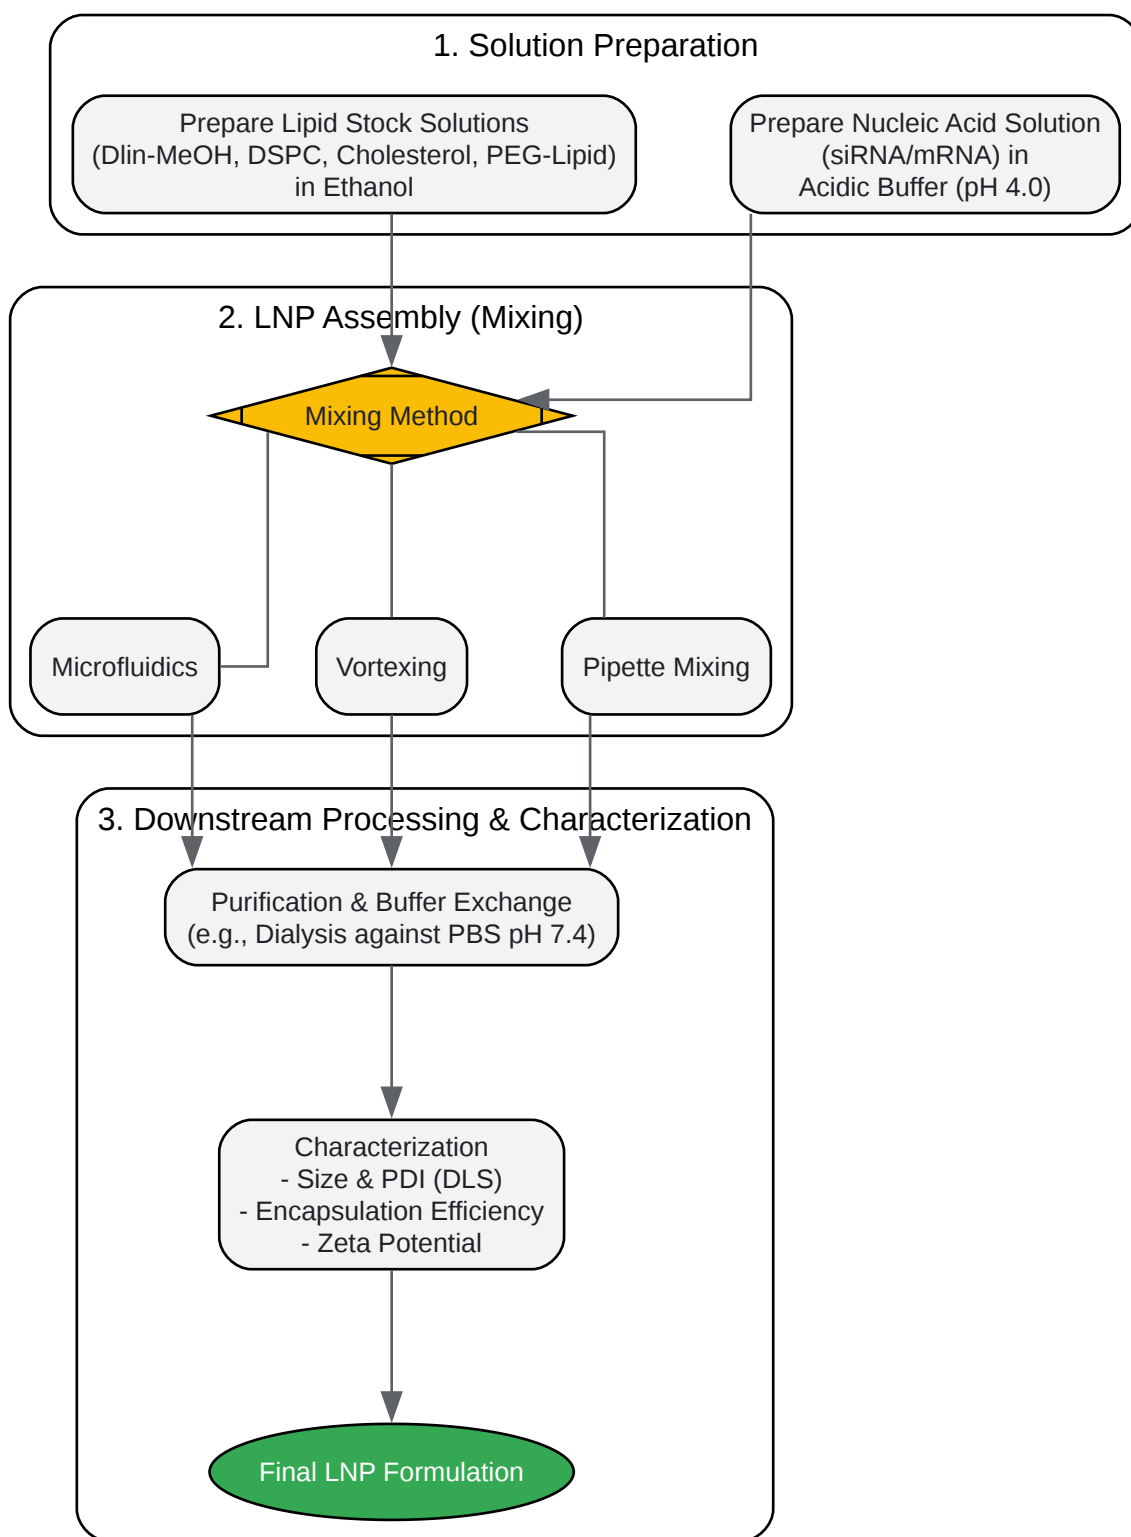 1. Solution Preparation
Prepare Lipid Stock Solutions
(Dlin-MeOH, DSPC, Cholesterol, PEG-Lipid)
in Ethanol
Prepare Nucleic Acid Solution
(siRNA/mRNA) in
Acidic Buffer (pH 4.0)
2. LNP Assembly (Mixing)
Mixing Method
Microfluidics
Vortexing
Pipette Mixing
3. Downstream Processing & Characterization
Purification & Buffer Exchange
(e.g., Dialysis against PBS pH 7.4)
Characterization
- Size & PDI (DLS)
- Encapsulation Efficiency
- Zeta Potential
Final LNP Formulation